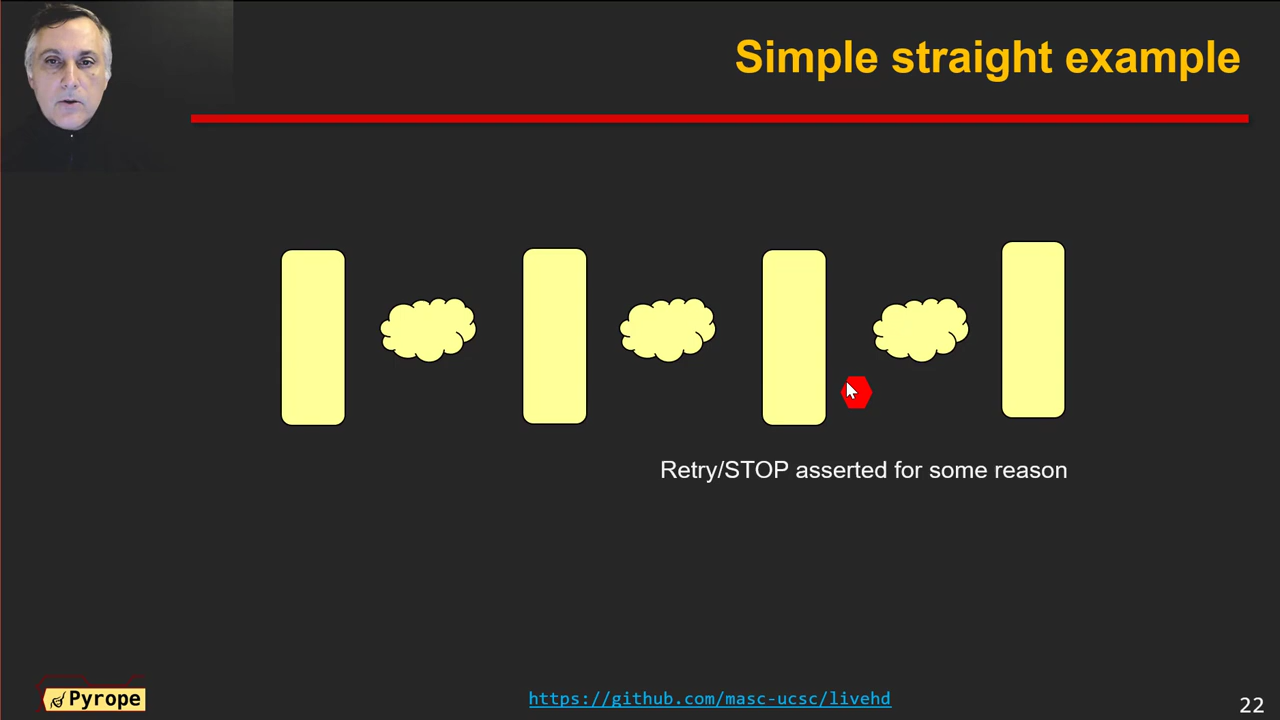 Simple straight example
Retry/STOP asserted for some reason
Pyrope
https://github.com/masc-ucsc/livehd
22